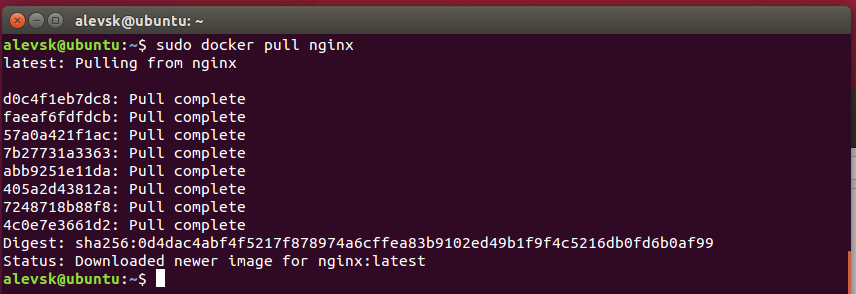 alevsk@ubuntu: ~
alevsk@ubuntu:~$ sudo docker pull nginx
latest: Pulling from nginx
d0c4f1eb7dc8: Pull complete
faeaf6fdfdcb: Pull complete
57a0a421f1ac: Pull complete
7b27731a3363: Pull complete
abb9251e11da: Pull complete
405a2d43812a: Pull complete
7248718b88f8: Pull complete
4c0e7e3661d2: Pull complete
Digest: sha256:0d4dac4abf4f5217f878974a6cffea83b9102ed49b1f9f4c5216db0fd6b0af99
Status: Downloaded newer image for nginx:latest
alevsk@ubuntu:~$